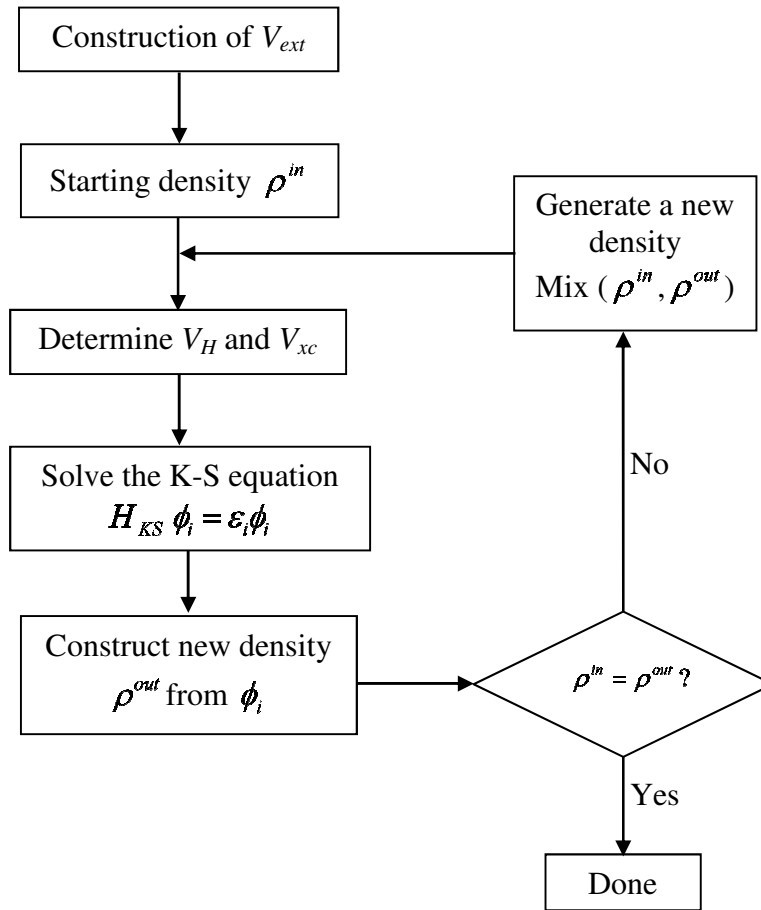 Construction of V_ext
Starting density ρ^in
Generate a new
density
Mix ( ρ^in , ρ^out )
Determine V_H and V_xc
Solve the K-S equation
H_KS ϕ_i = ε_i ϕ_i
No
Construct new density
ρ^out from ϕ_i
ρ^in = ρ^out ?
Yes
Done